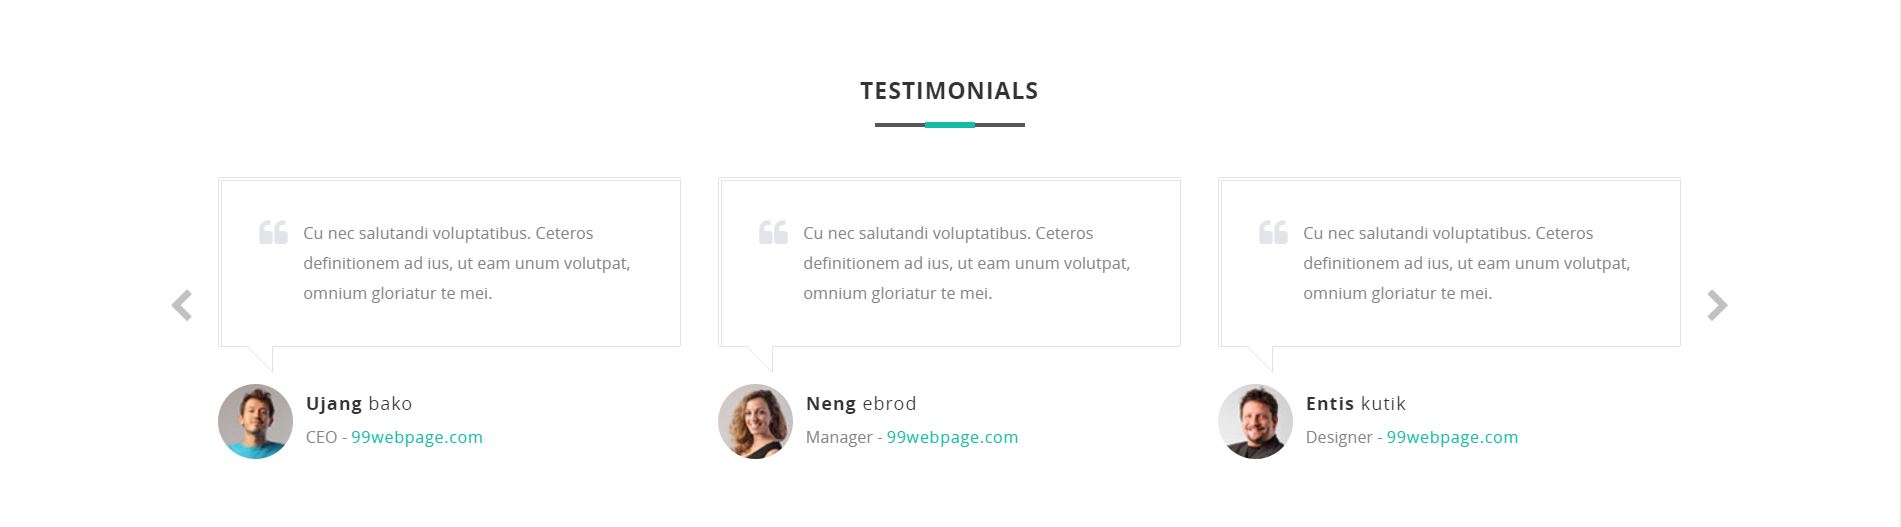 TESTIMONIALS
Cu nec salutandi voluptatibus. Ceteros
definitionem ad ius, ut eam unum volutpat,
omnium gloriatur te mei.
Ujang bako
CEO - 99webpage.com
Cu nec salutandi voluptatibus. Ceteros
definitionem ad ius, ut eam unum volutpat,
omnium gloriatur te mei.
Neng ebrod
Manager - 99webpage.com
Cu nec salutandi voluptatibus. Ceteros
definitionem ad ius, ut eam unum volutpat,
omnium gloriatur te mei.
Entis kutik
Designer - 99webpage.com